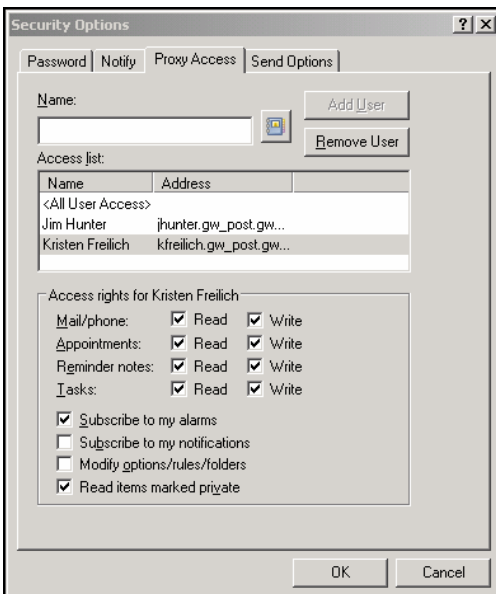 Security Options
Password Notify Proxy Access Send Options
Name:
Add User
Remove User
Access list:
Name Address
<All User Access>
Jim Hunter jhunter.gw_post.gw...
Kristen Freilich kfreilich.gw_post.gw...
Access rights for Kristen Freilich
Mail/phone: Read Write
Appointments: Read Write
Reminder notes: Read Write
Tasks: Read Write
Subscribe to my alarms
Subscribe to my notifications
Modify options/rules/folders
Read items marked private
OK Cancel